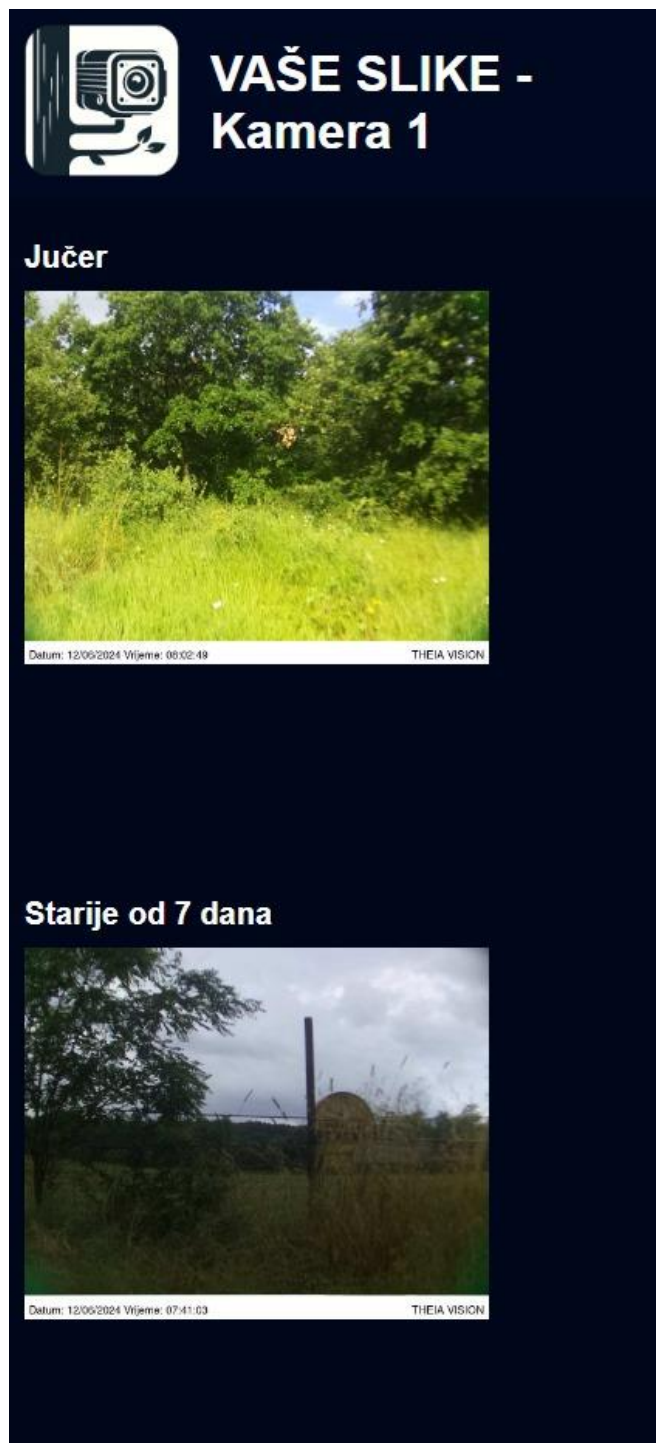 VAŠE SLIKE -
Kamera 1
Jučer
Datum: 12/06/2024 Vrijeme: 08:02:49
THEIA VISION
Starije od 7 dana
Datum: 12/06/2024 Vrijeme: 07:41:03
THEIA VISION